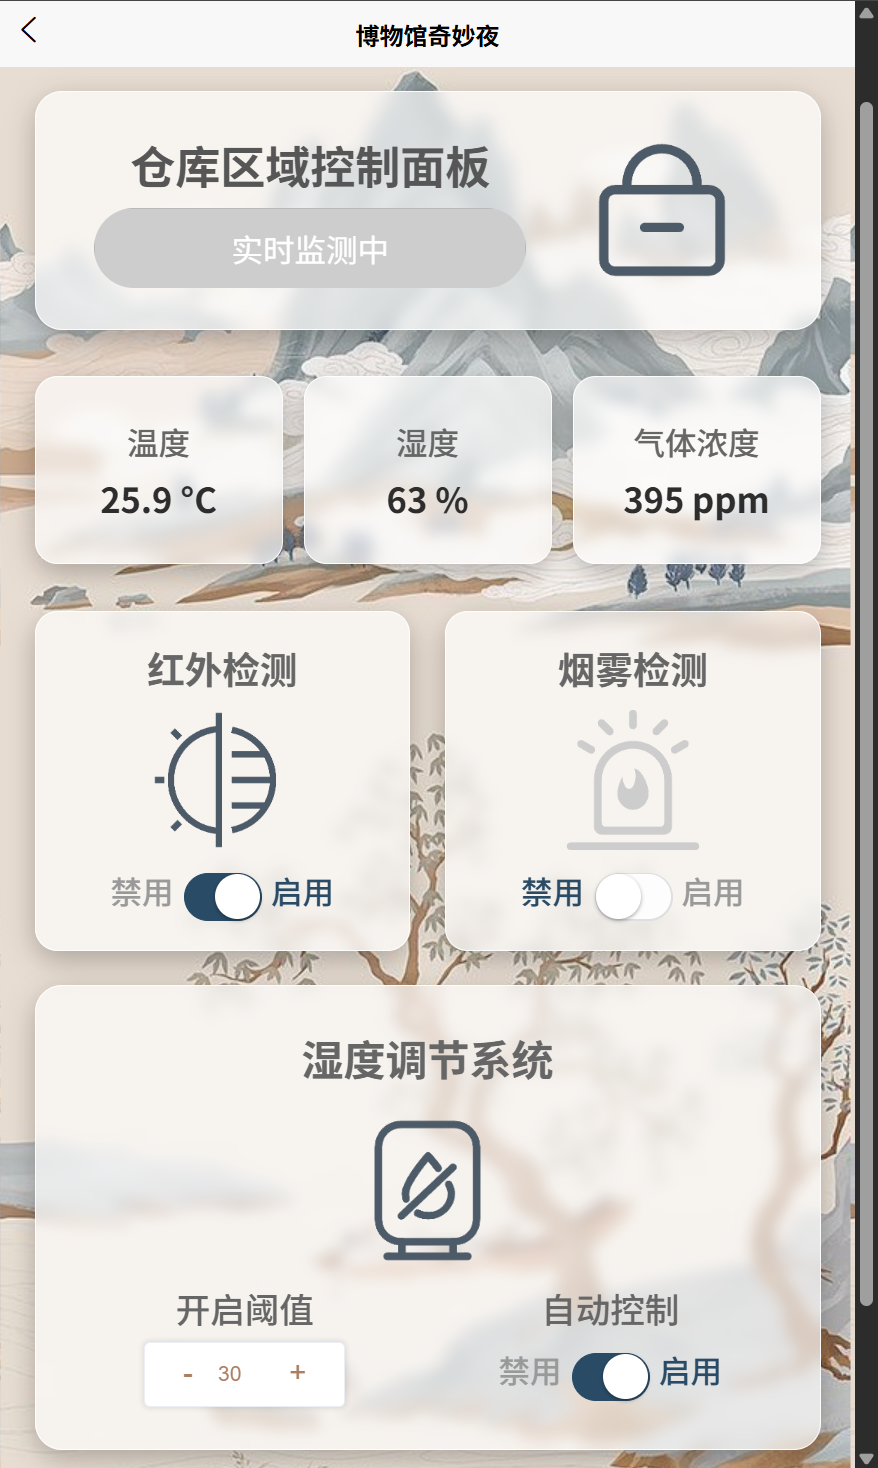 博物馆奇妙夜
仓库区域控制面板
实时监测中
温度
25.9 °C
湿度
63 %
气体浓度
395 ppm
红外检测
禁用 启用
烟雾检测
禁用 启用
湿度调节系统
开启阈值
- 30 +
自动控制
禁用 启用